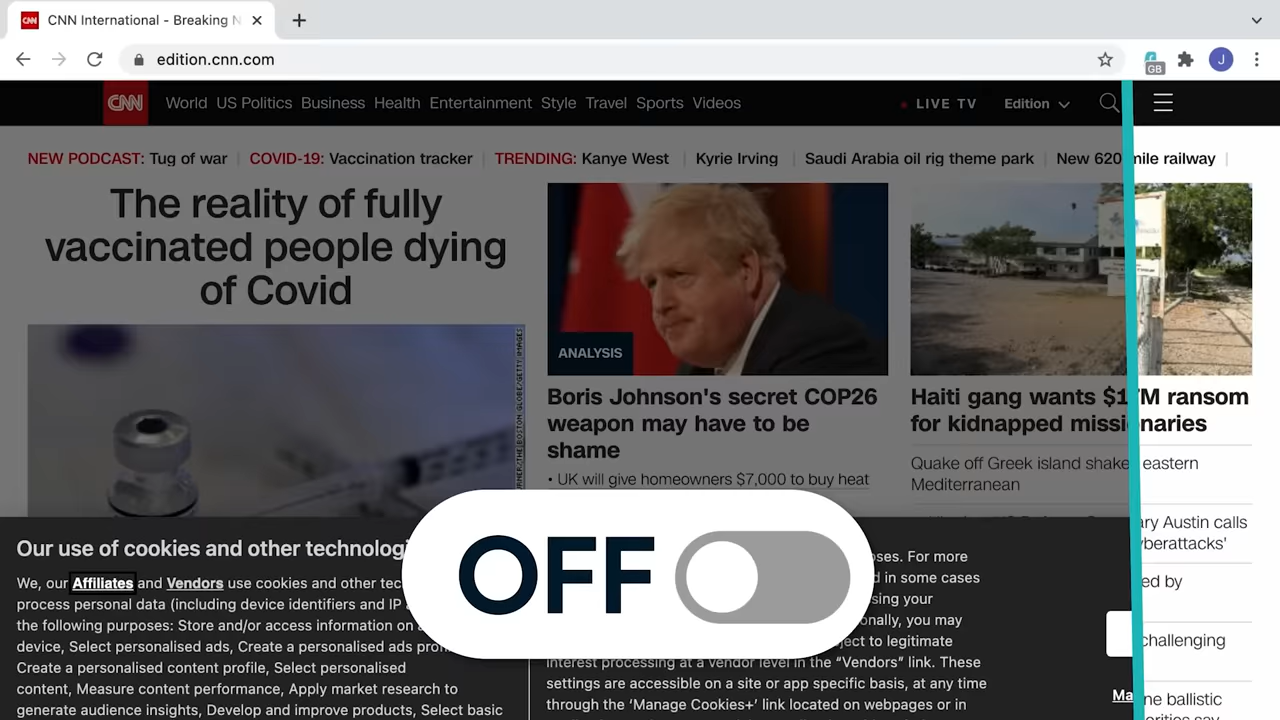 CNN International - Breaking N
edition.cnn.com
GB
J
CNN World US Politics Business Health Entertainment Style Travel Sports Videos LIVE TV Edition
NEW PODCAST: Tug of war COVID-19: Vaccination tracker TRENDING: Kanye West Kyrie Irving Saudi Arabia oil rig theme park New 620 mile railway
The reality of fully
vaccinated people dying
of Covid
ANALYSIS
Boris Johnson's secret COP26
weapon may have to be
shame
• UK will give homeowners $7,000 to buy heat
Haiti gang wants $17M ransom
for kidnapped missionaries
Quake off Greek island shakes eastern
Mediterranean
ary Austin calls
yberattacks'
ed by
challenging
ne ballistic
Our use of cookies and other technologi
We, our Affiliates and Vendors use cookies and other tec
process personal data (including device identifiers and IP
the following purposes: Store and/or access information on
device, Select personalised ads, Create a personalised ads
Create a personalised content profile, Select personalised
content, Measure content performance, Apply market research to
generate audience insights, Develop and improve products, Select basic
OFF
oses. For more
d in some cases
sing your
onally, you may
ject to legitimate
interest processing at a vendor level in the “Vendors” link. These
settings are accessible on a site or app specific basis, at any time
through the ‘Manage Cookies+’ link located on webpages or in
Ma